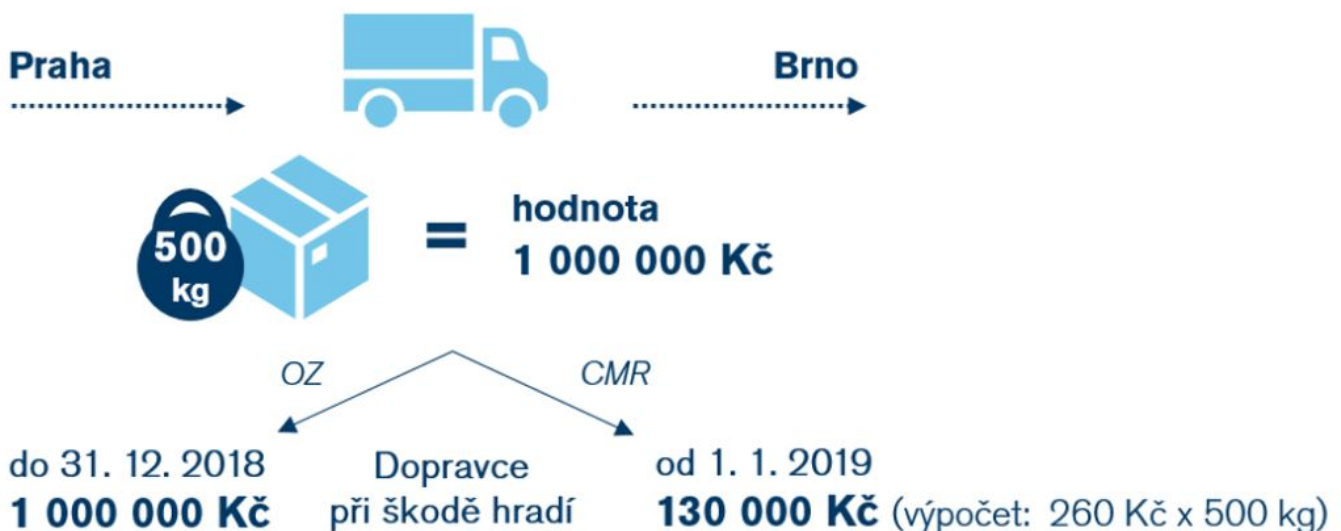 Praha
Brno
500
kg
=
hodnota
1 000 000 Kč
OZ
CMR
do 31. 12. 2018
1 000 000 Kč
Dopravce
při škodě hradí
od 1. 1. 2019
130 000 Kč (výpočet: 260 Kč x 500 kg)